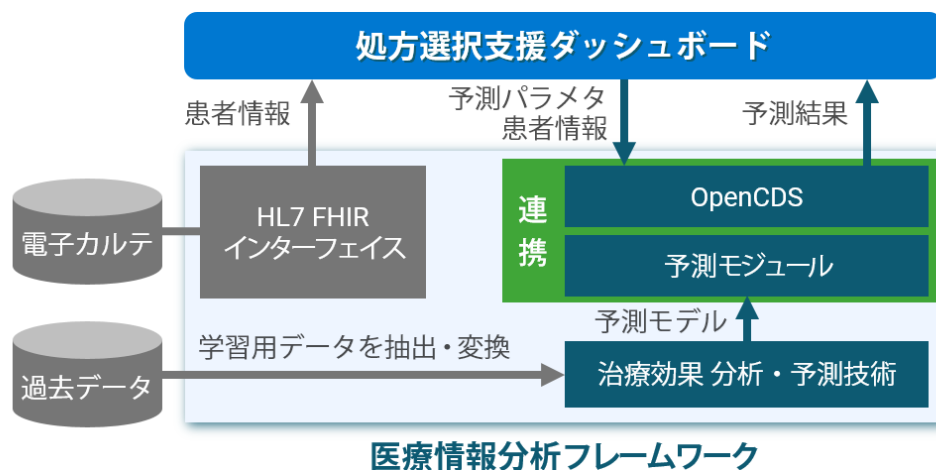 処方選択支援ダッシュボード
患者情報
予測パラメタ
患者情報
予測結果
電子カルテ
HL7 FHIR
インターフェイス
連携
OpenCDS
予測モジュール
予測モデル
過去データ
学習用データを抽出・変換
治療効果 分析・予測技術
医療情報分析フレームワーク